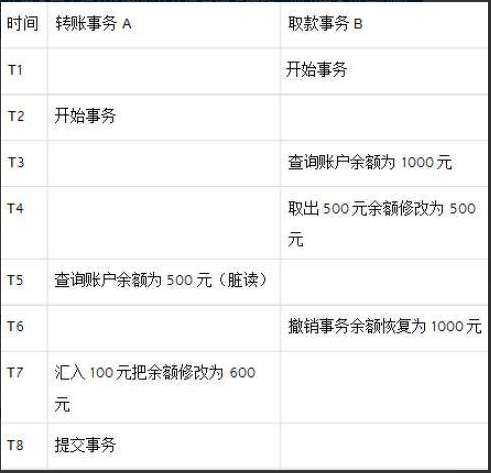 时间 转账事务 A 取款事务 B
T1 开始事务
T2 开始事务
T3 查询账户余额为 1000 元
T4 取出 500 元余额修改为 500
元
T5 查询账户余额为 500 元（脏读）
T6 撤销事务余额恢复为 1000 元
T7 汇入 100 元把余额修改为 600
元
T8 提交事务